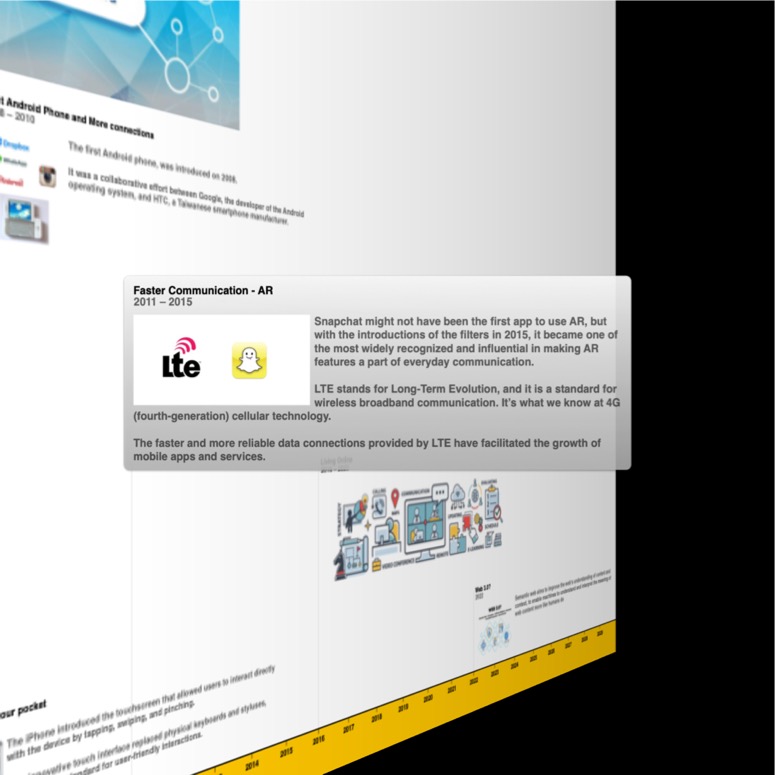 t Android Phone and More connections
– 2010
Dropbox
The first Android phone, was introduced on 2008.
It was a collaborative effort between Google, the developer of the Android
operating system, and HTC, a Taiwanese smartphone manufacturer.
Faster Communication - AR
2011 – 2015
Lte
Snapchat might not have been the first app to use AR, but
with the introductions of the filters in 2015, it became one of
the most widely recognized and influential in making AR
features a part of everyday communication.
LTE stands for Long-Term Evolution, and it is a standard for
wireless broadband communication. It's what we know at 4G
(fourth-generation) cellular technology.
The faster and more reliable data connections provided by LTE have facilitated the growth of
mobile apps and services.
COMMUNICATION
VIDEO CONFERENCE
Web 3.0?
2022
WEB 3.0?
our pocket
The iPhone introduced the touchscreen that allowed users to interact directly
with the device by tapping, swiping, and pinching.
novative touch interface replaced physical keyboards and styluses,
ndard for user-friendly interactions.
2014
2015
2016
2017
2018
2019
2020
2021
2022
2023
2024
2025
2026
2027
2028
2029